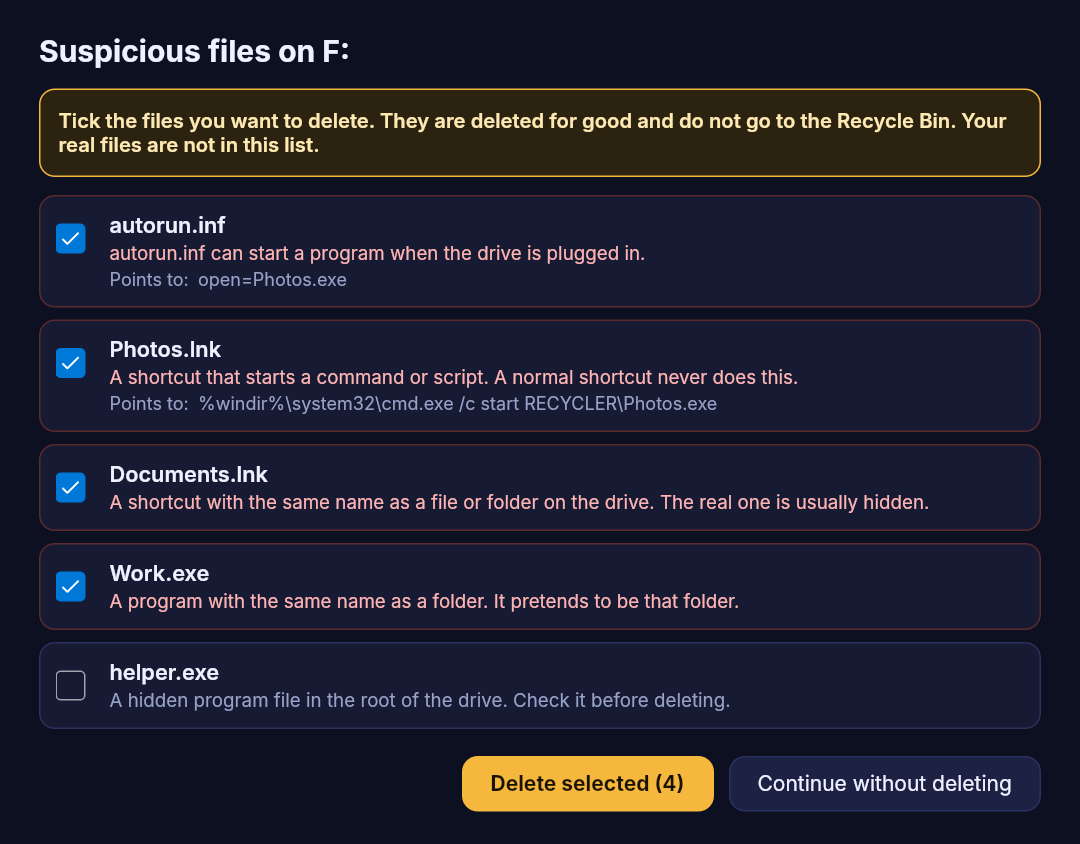 Suspicious files on F:
Tick the files you want to delete. They are deleted for good and do not go to the Recycle Bin. Your
real files are not in this list.
autorun.inf
autorun.inf can start a program when the drive is plugged in.
Points to:  open=Photos.exe
Photos.lnk
A shortcut that starts a command or script. A normal shortcut never does this.
Points to:  %windir%\system32\cmd.exe /c start RECYCLER\Photos.exe
Documents.lnk
A shortcut with the same name as a file or folder on the drive. The real one is usually hidden.
Work.exe
A program with the same name as a folder. It pretends to be that folder.
helper.exe
A hidden program file in the root of the drive. Check it before deleting.
Delete selected (4)
Continue without deleting